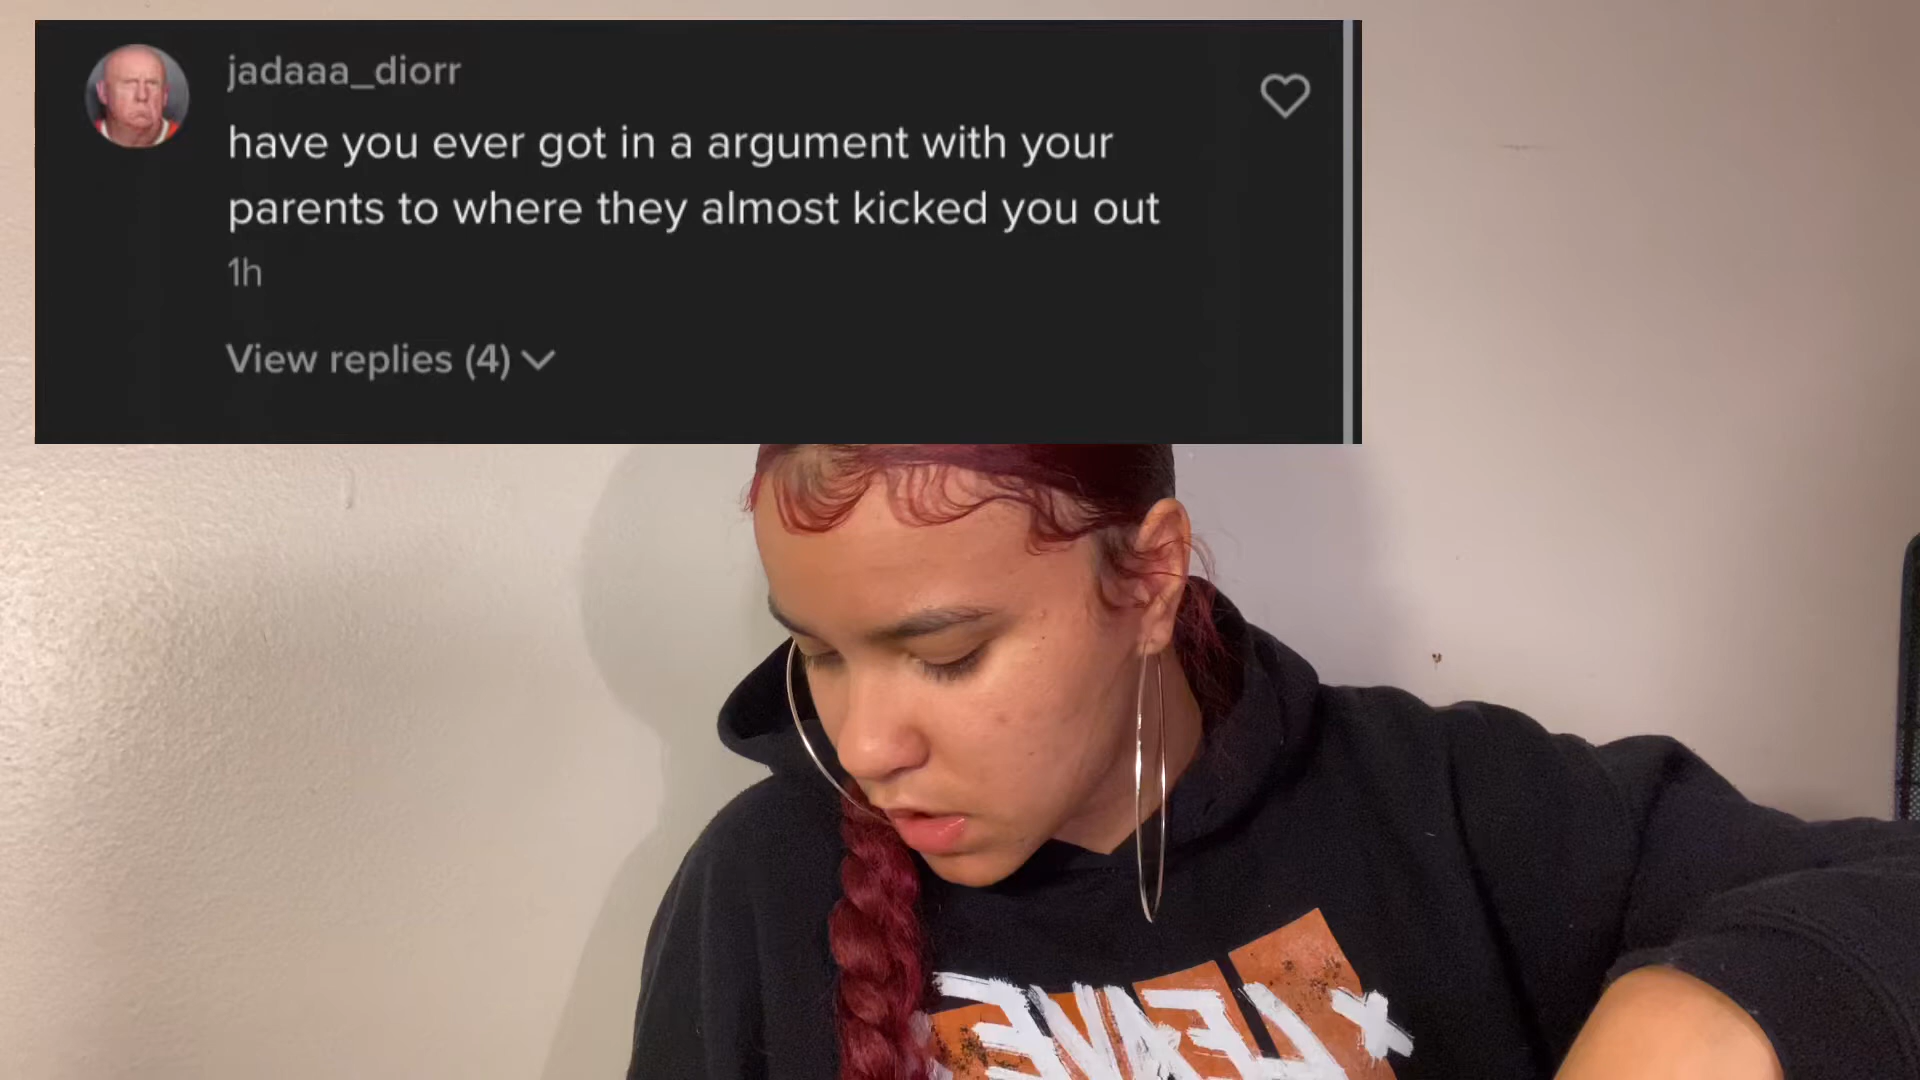 jadaaa_diorr
have you ever got in a argument with your
parents to where they almost kicked you out
1h
View replies (4)
LEAVE